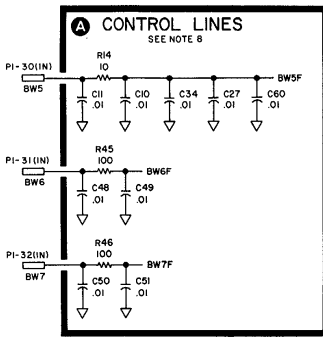 A CONTROL LINES
SEE NOTE 8
P1-30(IN)
R14
10
BW5
BW5F
C11
.01
C10
.01
C34
.01
C27
.01
C60
.01
P1-31(IN)
R45
100
BW6
BW6F
C48
.01
C49
.01
P1-32(IN)
R46
100
BW7
BW7F
C50
.01
C51
.01